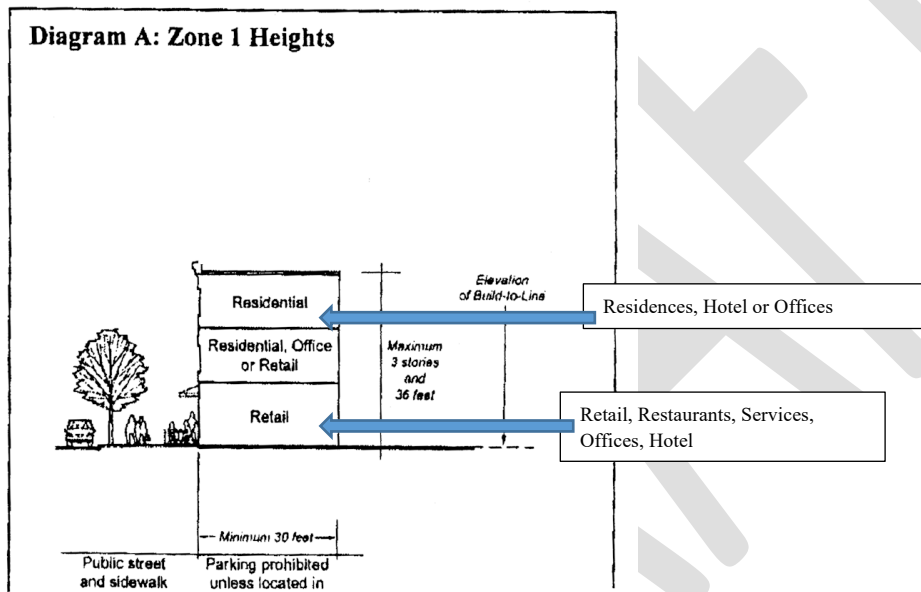 Diagram A: Zone 1 Heights
Elevation
of Build-to-Line
Residential
Residences, Hotel or Offices
Residential, Office
or Retail
Maximum
3 stories
and
36 feet
Retail
Retail, Restaurants, Services,
Offices, Hotel
Minimum 30 feet
Public street
and sidewalk
Parking prohibited
unless located in